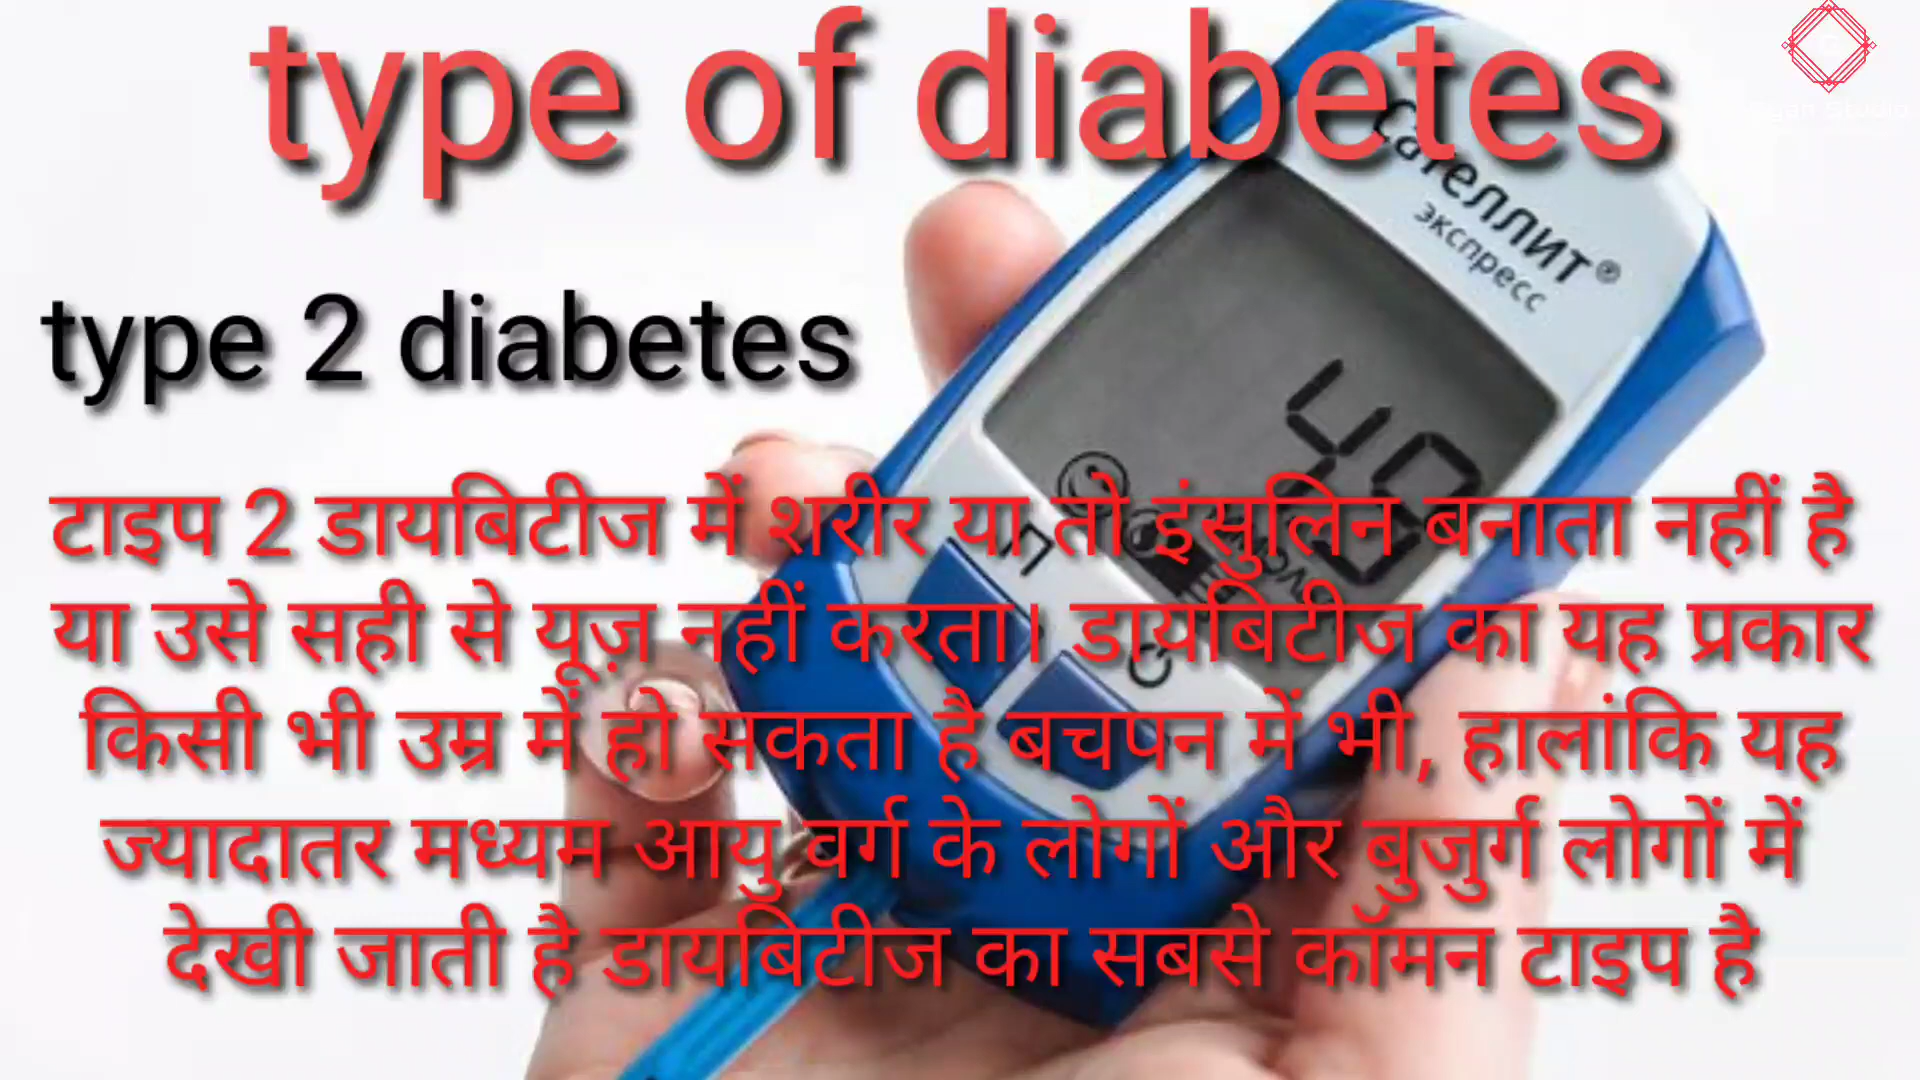 type of diabetes
Сателлит®
экспресс
type 2 diabetes
टाइप 2 डायबिटीज में शरीर या तो इंसुलिन बनाता नहीं है
या उसे सही से यूज़ नहीं करता। डायबिटीज का यह प्रकार
किसी भी उम्र में हो सकता है बचपन में भी, हालांकि यह
ज्यादातर मध्यम आयु वर्ग के लोगों और बुजुर्ग लोगों में
देखी जाती है डायबिटीज का सबसे कॉमन टाइप है